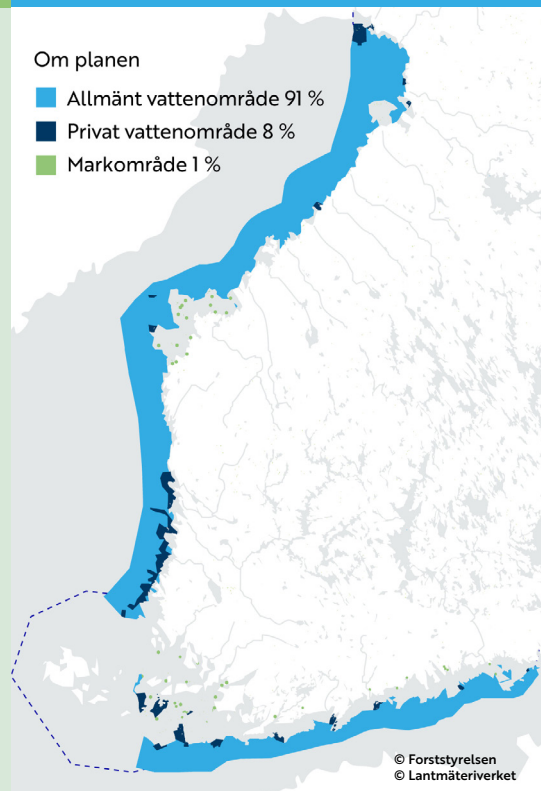 Om planen
Allmänt vattenområde 91 %
Privat vattenområde 8 %
Markområde 1 %
© Forststyrelsen
© Lantmäteriverket